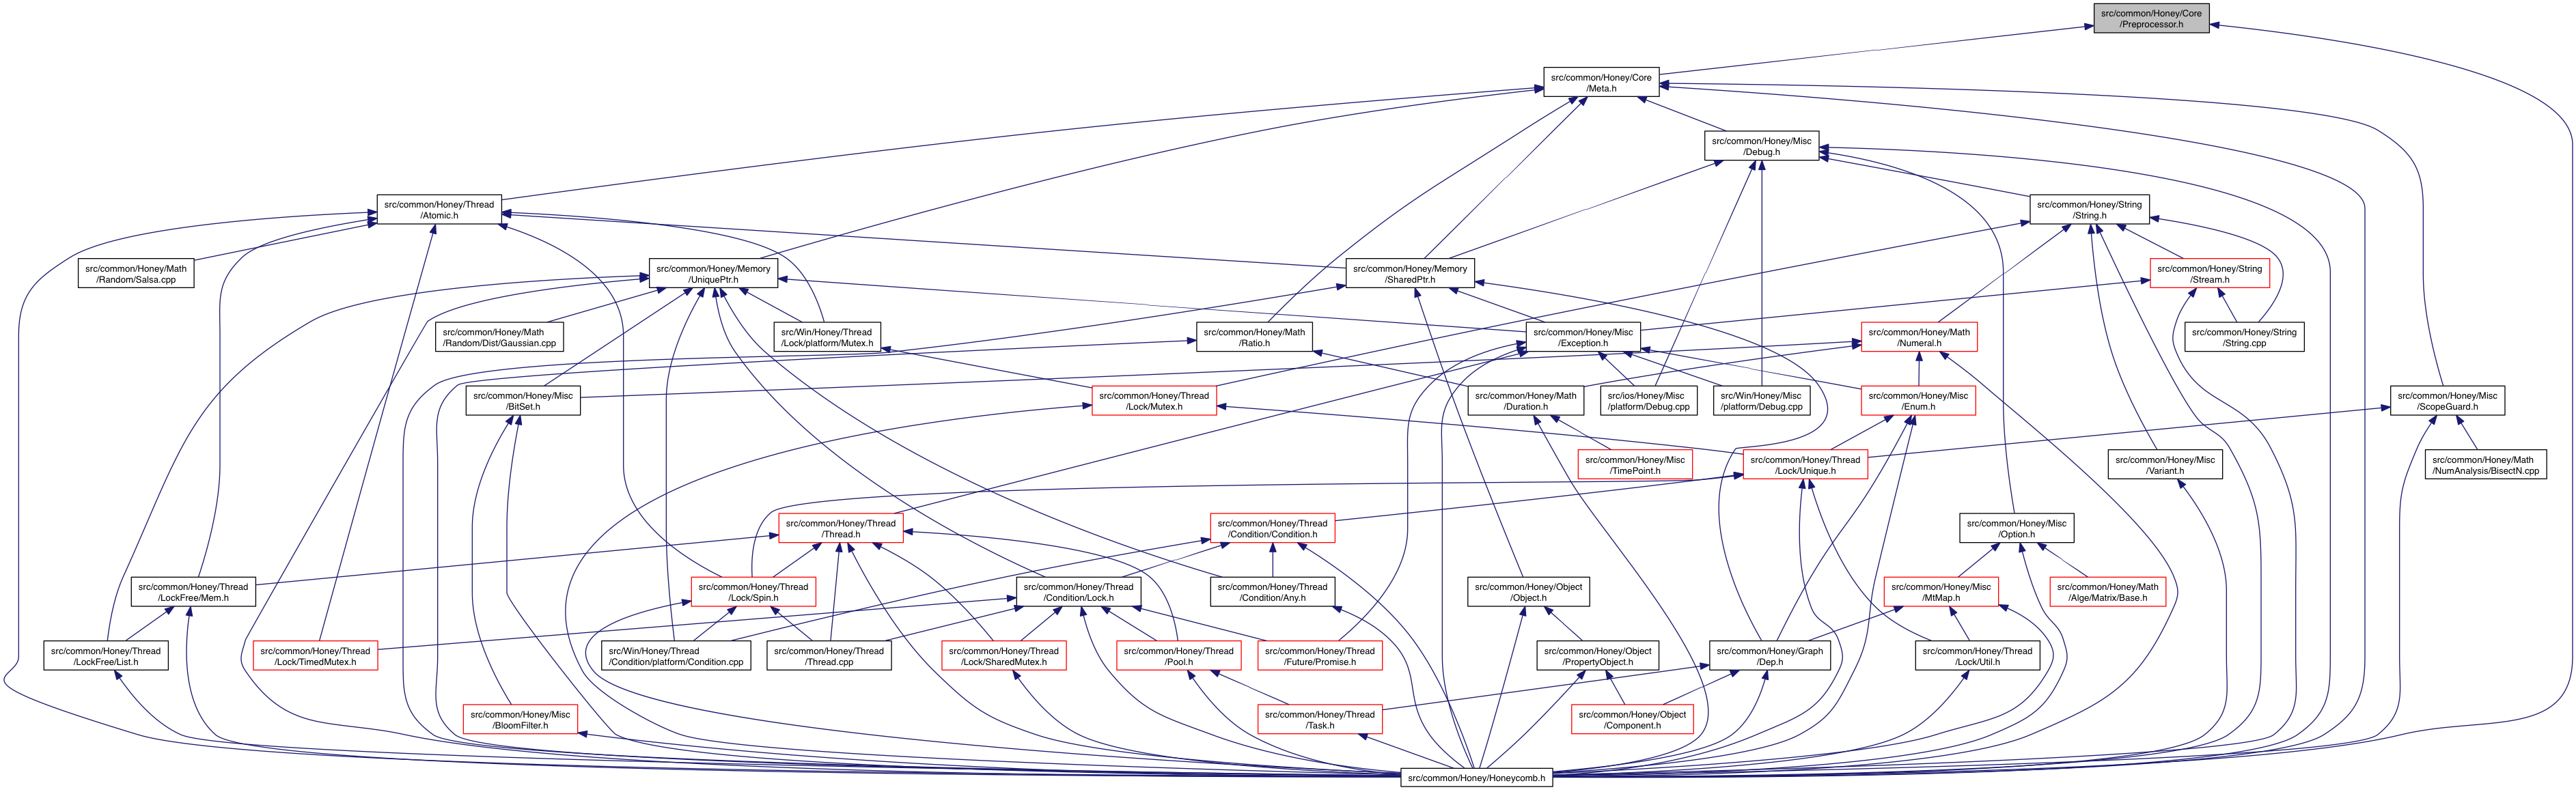 src/common/Honey/Core
/Preprocessor.h
src/common/Honey/Core
/Meta.h
src/common/Honey/Misc
/Debug.h
src/common/Honey/Thread
/Atomic.h
src/common/Honey/String
/String.h
src/common/Honey/Math
/Random/Salsa.cpp
src/common/Honey/Memory
/UniquePtr.h
src/common/Honey/Memory
/SharedPtr.h
src/common/Honey/String
/Stream.h
src/common/Honey/Math
/Random/Dist/Gaussian.cpp
src/Win/Honey/Thread
/Lock/platform/Mutex.h
src/common/Honey/Math
/Ratio.h
src/common/Honey/Misc
/Exception.h
src/common/Honey/Math
/Numeral.h
src/common/Honey/String
/String.cpp
src/common/Honey/Misc
/BitSet.h
src/common/Honey/Thread
/Lock/Mutex.h
src/common/Honey/Math
/Duration.h
src/ios/Honey/Misc
/platform/Debug.cpp
src/Win/Honey/Misc
/platform/Debug.cpp
src/common/Honey/Misc
/Enum.h
src/common/Honey/Misc
/ScopeGuard.h
src/common/Honey/Misc
/TimePoint.h
src/common/Honey/Thread
/Lock/Unique.h
src/common/Honey/Misc
/Variant.h
src/common/Honey/Math
/NumAnalysis/BisectN.cpp
src/common/Honey/Thread
/Thread.h
src/common/Honey/Thread
/Condition/Condition.h
src/common/Honey/Misc
/Option.h
src/common/Honey/Thread
/LockFree/Mem.h
src/common/Honey/Thread
/Lock/Spin.h
src/common/Honey/Thread
/Condition/Lock.h
src/common/Honey/Thread
/Condition/Any.h
src/common/Honey/Object
/Object.h
src/common/Honey/Misc
/MtMap.h
src/common/Honey/Math
/Alge/Matrix/Base.h
src/common/Honey/Thread
/LockFree/List.h
src/common/Honey/Thread
/Lock/TimedMutex.h
src/Win/Honey/Thread
/Condition/platform/Condition.cpp
src/common/Honey/Thread
/Thread.cpp
src/common/Honey/Thread
/Lock/SharedMutex.h
src/common/Honey/Thread
/Pool.h
src/common/Honey/Thread
/Future/Promise.h
src/common/Honey/Object
/PropertyObject.h
src/common/Honey/Graph
/Dep.h
src/common/Honey/Thread
/Lock/Util.h
src/common/Honey/Misc
/BloomFilter.h
src/common/Honey/Thread
/Task.h
src/common/Honey/Object
/Component.h
src/common/Honey/Honeycomb.h